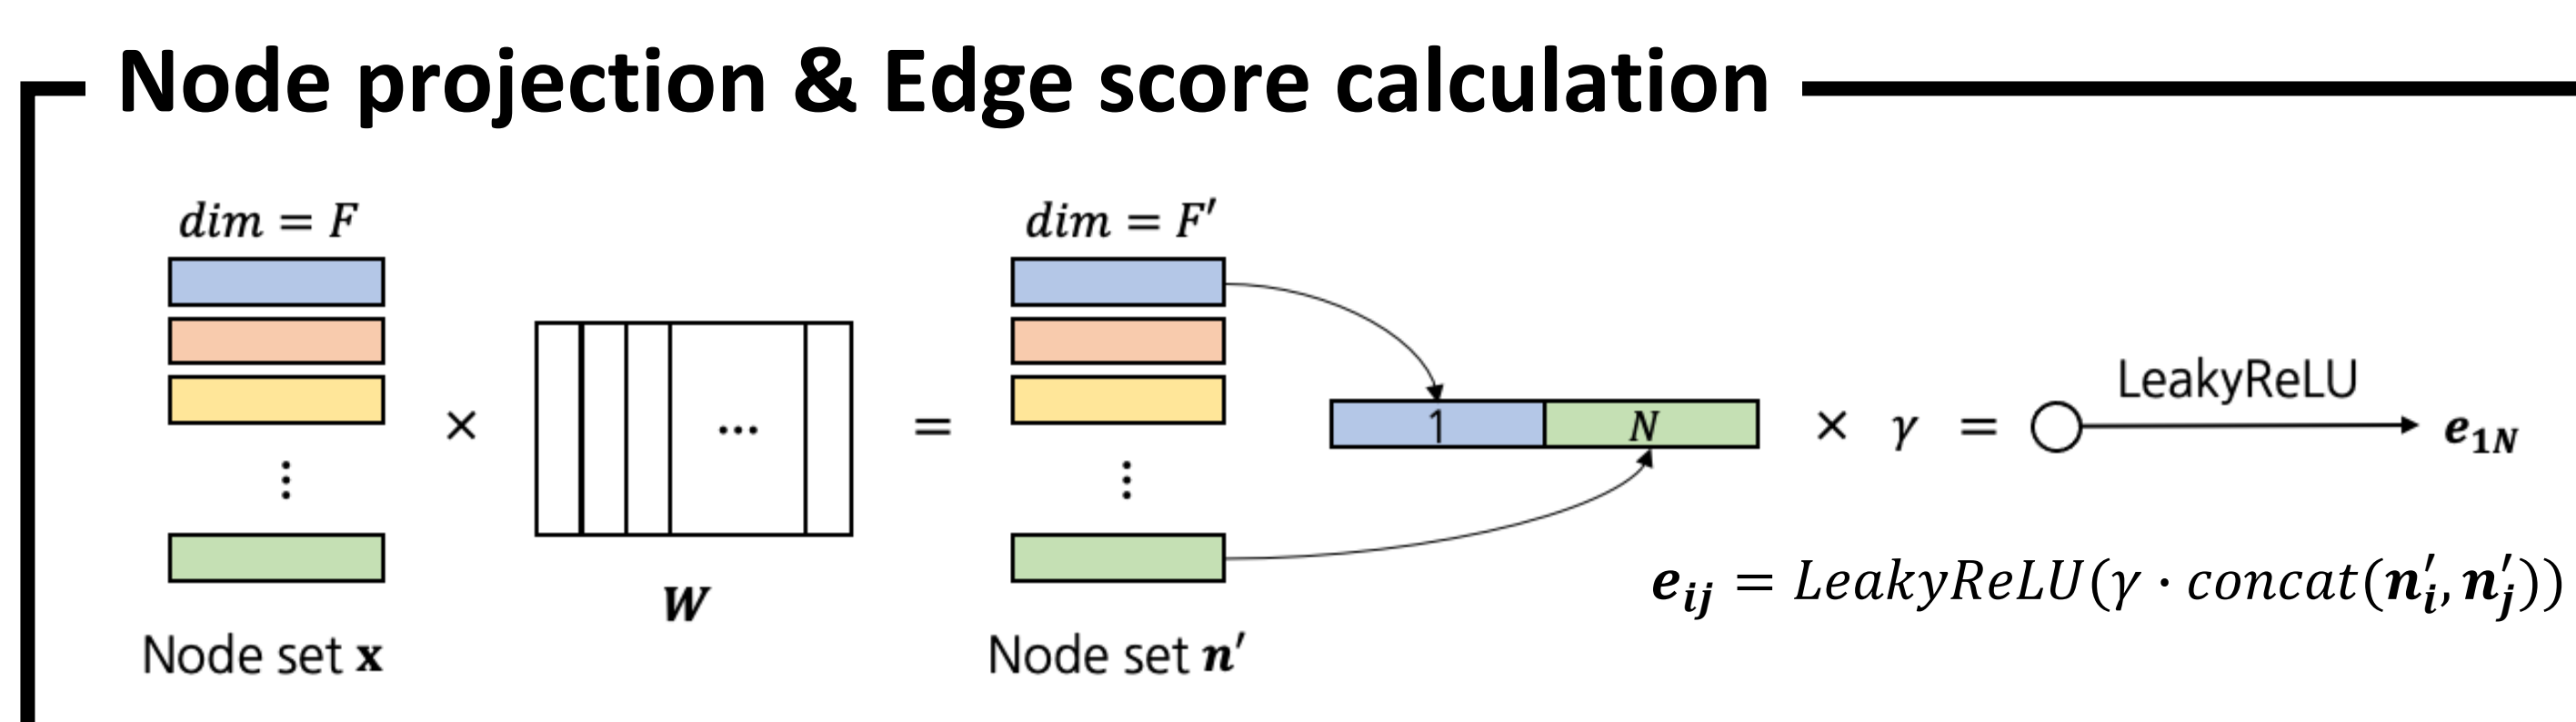 Node projection & Edge score calculation
dim = F
dim = F′
...
1
N
× γ =
LeakyReLU
e₁N
×
=
⋮
⋮
W
e_ij = LeakyReLU(γ · concat(n′_i, n′_j))
Node set x
Node set n′